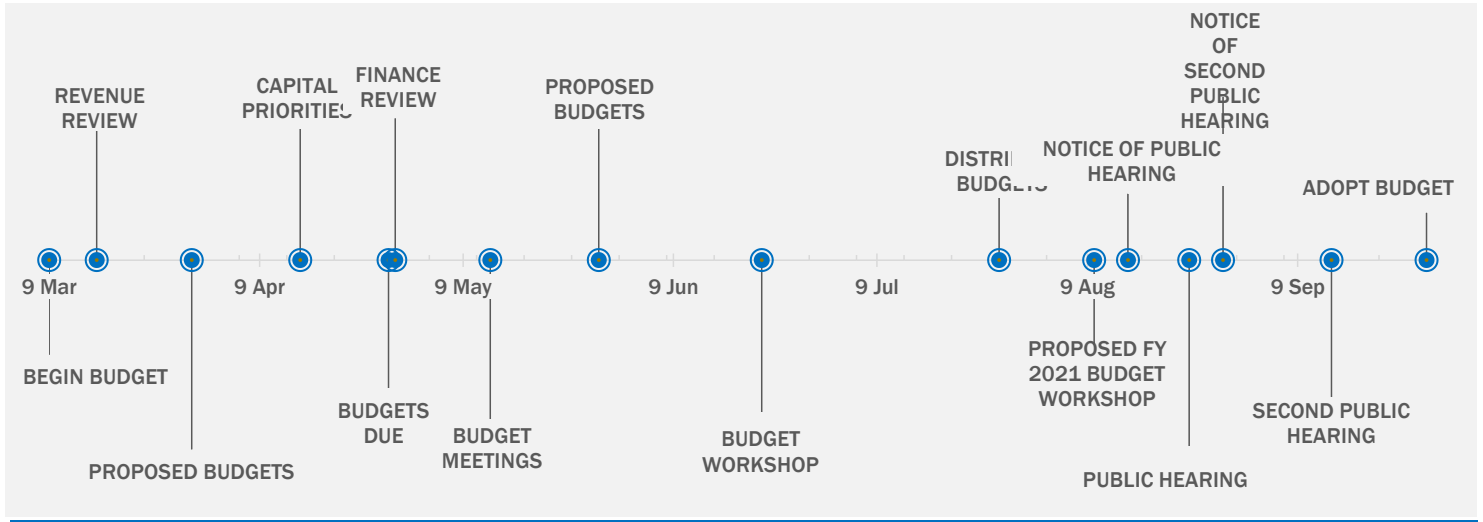 REVENUE
REVIEW
CAPITAL
PRIORITIES
FINANCE
REVIEW
PROPOSED
BUDGETS
BUDGETS
NOTICE OF PUBLIC
HEARING
NOTICE
OF
SECOND
PUBLIC
HEARING
ADOPT BUDGET
9 Mar
9 Apr
9 May
9 Jun
9 Jul
9 Aug
9 Sep
BEGIN BUDGET
PROPOSED BUDGETS
BUDGETS
DUE
BUDGET
MEETINGS
BUDGET
WORKSHOP
PROPOSED FY
2021 BUDGET
WORKSHOP
PUBLIC HEARING
SECOND PUBLIC
HEARING